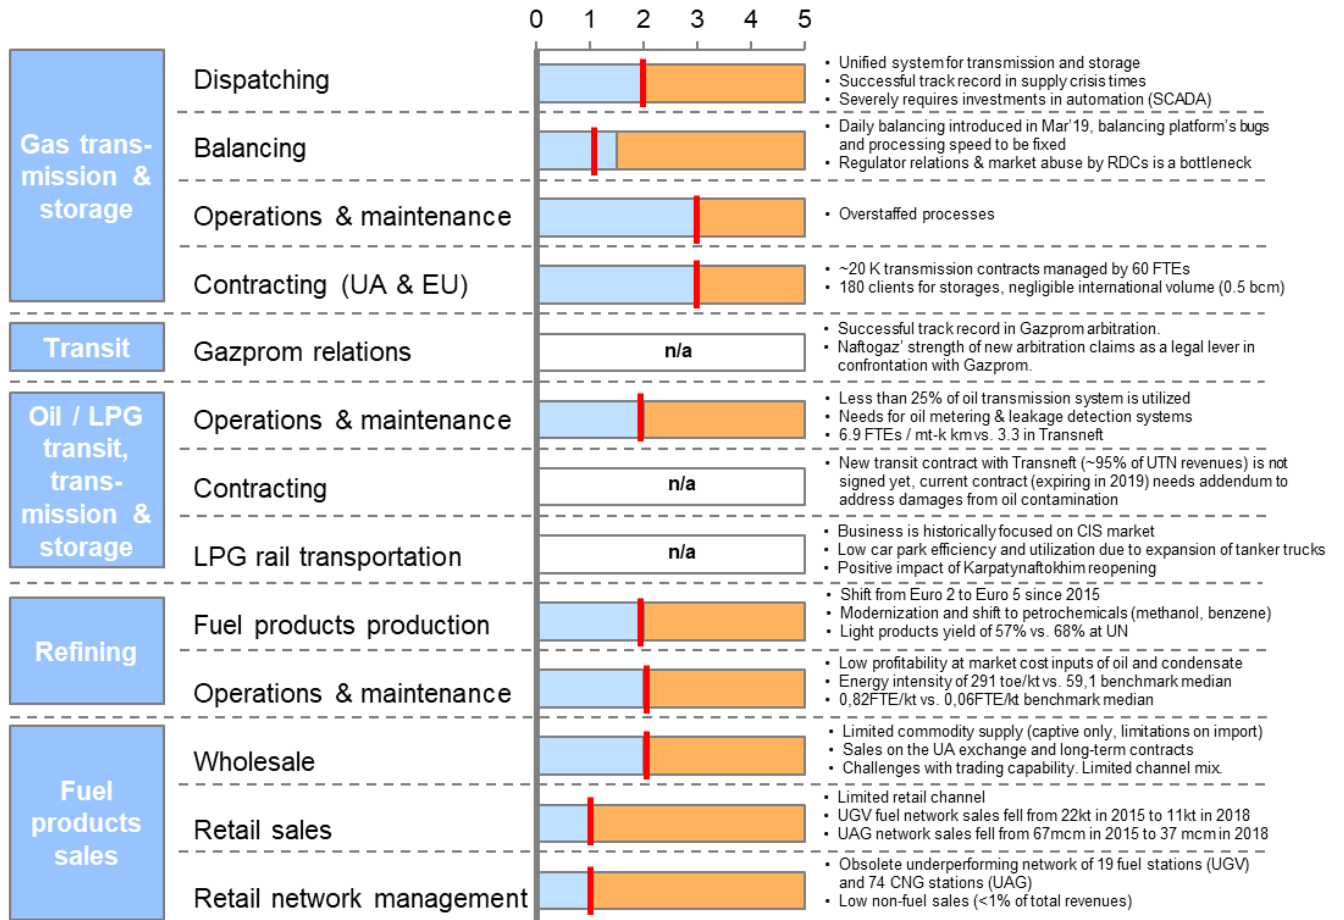 0 1 2 3 4 5
Gas trans-
mission &
storage
Dispatching
• Unified system for transmission and storage
• Successful track record in supply crisis times
• Severely requires investments in automation (SCADA)
Balancing
• Daily balancing introduced in Mar'19, balancing platform's bugs
and processing speed to be fixed
• Regulator relations & market abuse by RDCs is a bottleneck
Operations & maintenance
• Overstaffed processes
Contracting (UA & EU)
• ~20 K transmission contracts managed by 60 FTEs
• 180 clients for storages, negligible international volume (0.5 bcm)
Transit
Gazprom relations
n/a
• Successful track record in Gazprom arbitration.
• Naftogaz' strength of new arbitration claims as a legal lever in
confrontation with Gazprom.
Oil / LPG
transit,
trans-
mission &
storage
Operations & maintenance
• Less than 25% of oil transmission system is utilized
• Needs for oil metering & leakage detection systems
• 6.9 FTEs / mt-k km vs. 3.3 in Transneft
Contracting
n/a
• New transit contract with Transneft (~95% of UTN revenues) is not
signed yet, current contract (expiring in 2019) needs addendum to
address damages from oil contamination
LPG rail transportation
n/a
• Business is historically focused on CIS market
• Low car park efficiency and utilization due to expansion of tanker trucks
• Positive impact of Karpatynaftokhim reopening
Refining
Fuel products production
• Shift from Euro 2 to Euro 5 since 2015
• Modernization and shift to petrochemicals (methanol, benzene)
• Light products yield of 57% vs. 68% at UN
Operations & maintenance
• Low profitability at market cost inputs of oil and condensate
• Energy intensity of 291 toe/kt vs. 59,1 benchmark median
• 0,82FTE/kt vs. 0,06FTE/kt benchmark median
Fuel
products
sales
Wholesale
• Limited commodity supply (captive only, limitations on import)
• Sales on the UA exchange and long-term contracts
• Challenges with trading capability. Limited channel mix.
Retail sales
• Limited retail channel
• UGV fuel network sales fell from 22kt in 2015 to 11kt in 2018
• UAG network sales fell from 67mcm in 2015 to 37 mcm in 2018
Retail network management
• Obsolete underperforming network of 19 fuel stations (UGV)
and 74 CNG stations (UAG)
• Low non-fuel sales (<1% of total revenues)